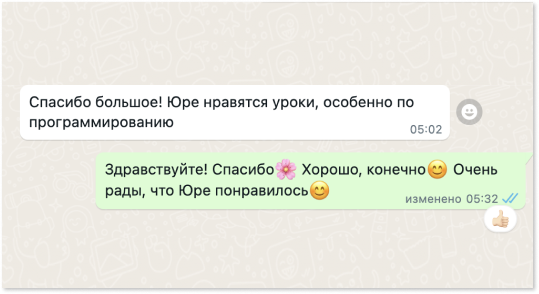 Спасибо большое! Юре нравятся уроки, особенно по
программированию
05:02
Здравствуйте! Спасибо🌸 Хорошо, конечно😊 Очень
рады, что Юре понравилось😊
изменено 05:32